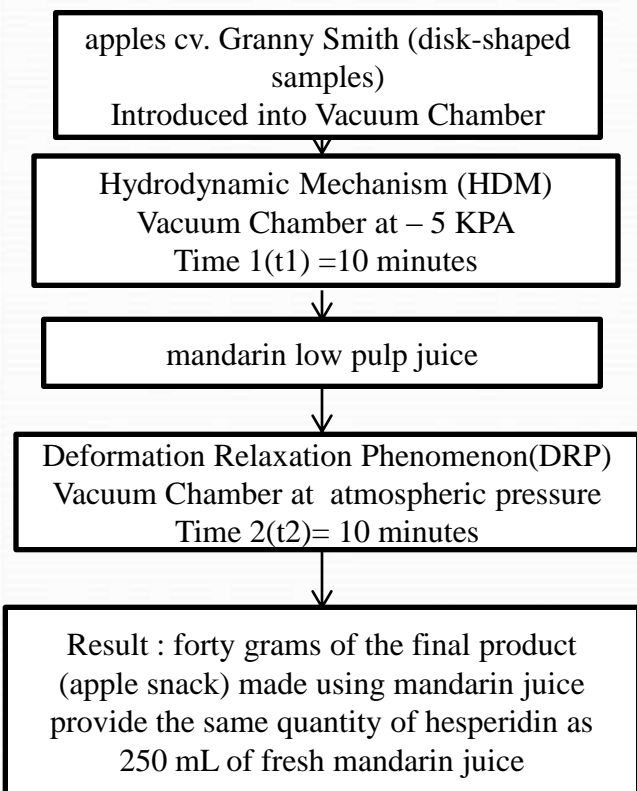 apples cv. Granny Smith (disk-shaped
samples)
Introduced into Vacuum Chamber
Hydrodynamic Mechanism (HDM)
Vacuum Chamber at – 5 KPA
Time 1(t1) =10 minutes
mandarin low pulp juice
Deformation Relaxation Phenomenon(DRP)
Vacuum Chamber at atmospheric pressure
Time 2(t2)= 10 minutes
Result : forty grams of the final product
(apple snack) made using mandarin juice
provide the same quantity of hesperidin as
250 mL of fresh mandarin juice